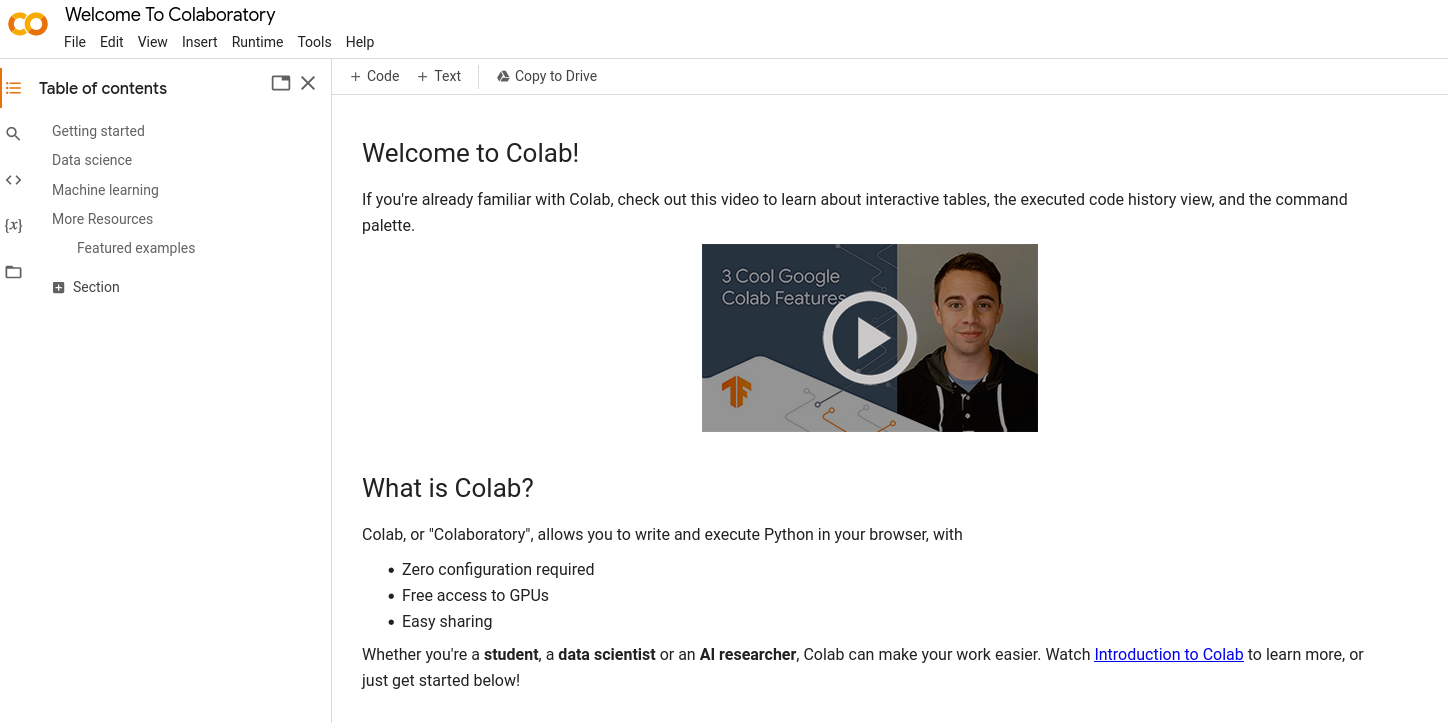 Welcome To Colaboratory
File Edit View Insert Runtime Tools Help
Table of contents
Getting started
Data science
Machine learning
More Resources
Featured examples
Section
+ Code + Text Copy to Drive
Welcome to Colab!
If you're already familiar with Colab, check out this video to learn about interactive tables, the executed code history view, and the command
palette.
3 Cool Google
Colab Features
What is Colab?
Colab, or "Colaboratory", allows you to write and execute Python in your browser, with
• Zero configuration required
• Free access to GPUs
• Easy sharing
Whether you're a student, a data scientist or an AI researcher, Colab can make your work easier. Watch Introduction to Colab to learn more, or
just get started below!